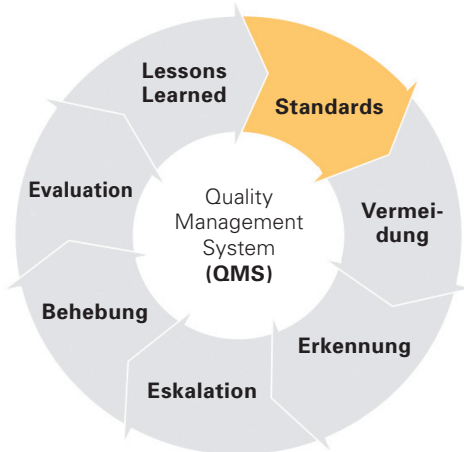 Quality
Management
System
(QMS)
Standards
Vermei-
dung
Erkennung
Eskalation
Behebung
Evaluation
Lessons
Learned